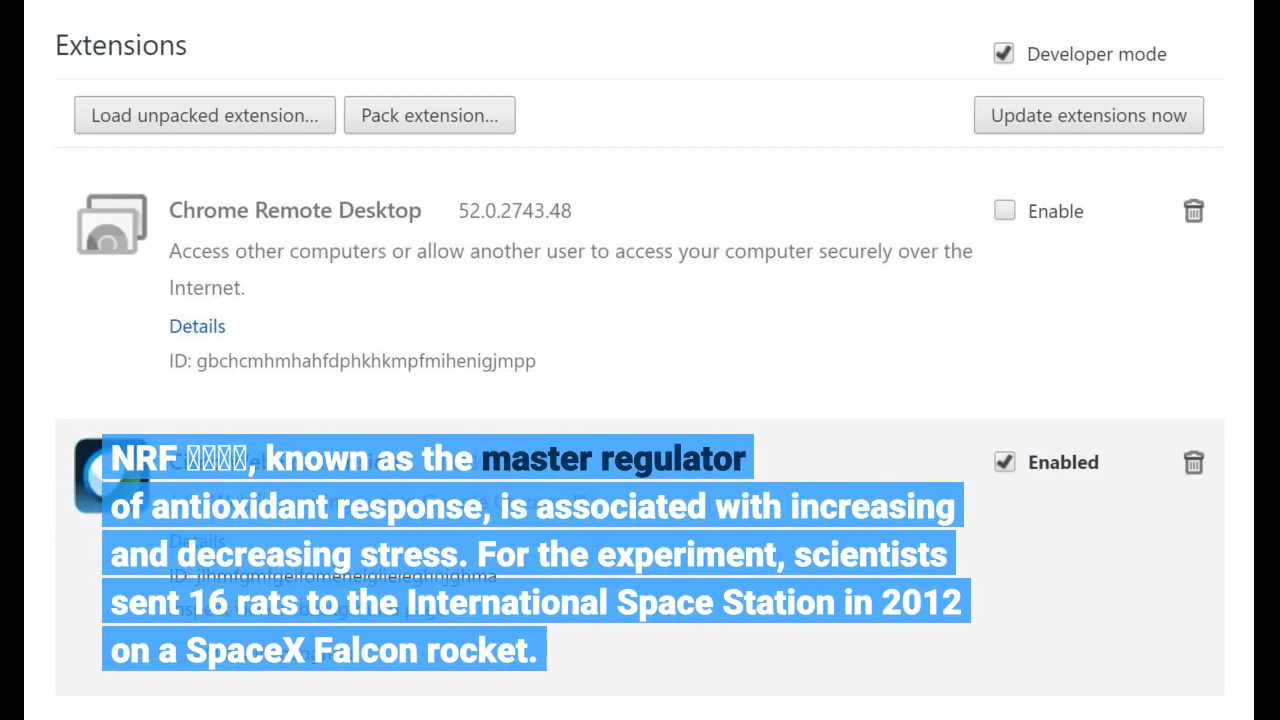 Extensions
Developer mode
Load unpacked extension...
Pack extension...
Update extensions now
Chrome Remote Desktop 52.0.2743.48
Enable
Access other computers or allow another user to access your computer securely over the
Internet.
Details
ID: gbchcmhmhahfdphkhkmpfmihenigjmpp
Enabled
NRF , known as the master regulator
of antioxidant response, is associated with increasing
and decreasing stress. For the experiment, scientists
sent 16 rats to the International Space Station in 2012
on a SpaceX Falcon rocket.
Details